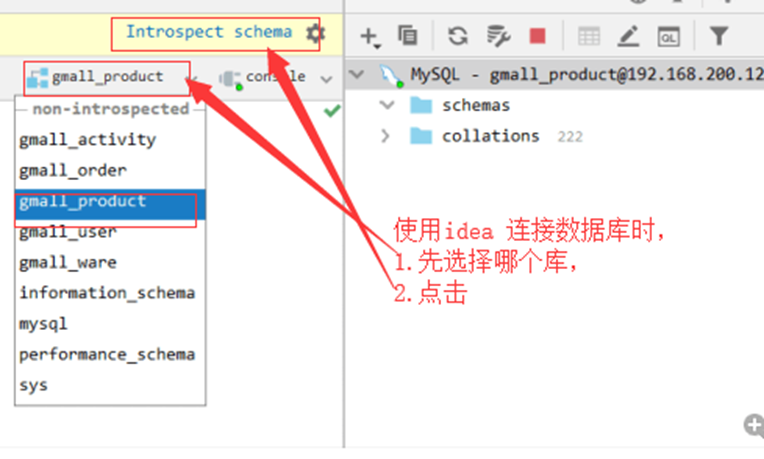 Introspect schema
gmall_product
console
non-introspected
gmall_activity
gmall_order
gmall_product
gmall_user
gmall_ware
information_schema
mysql
performance_schema
sys
QL
MySQL - gmall_product@192.168.200.12
schemas
collations 222
使用idea 连接数据库时,
1.先选择哪个库,
2.点击